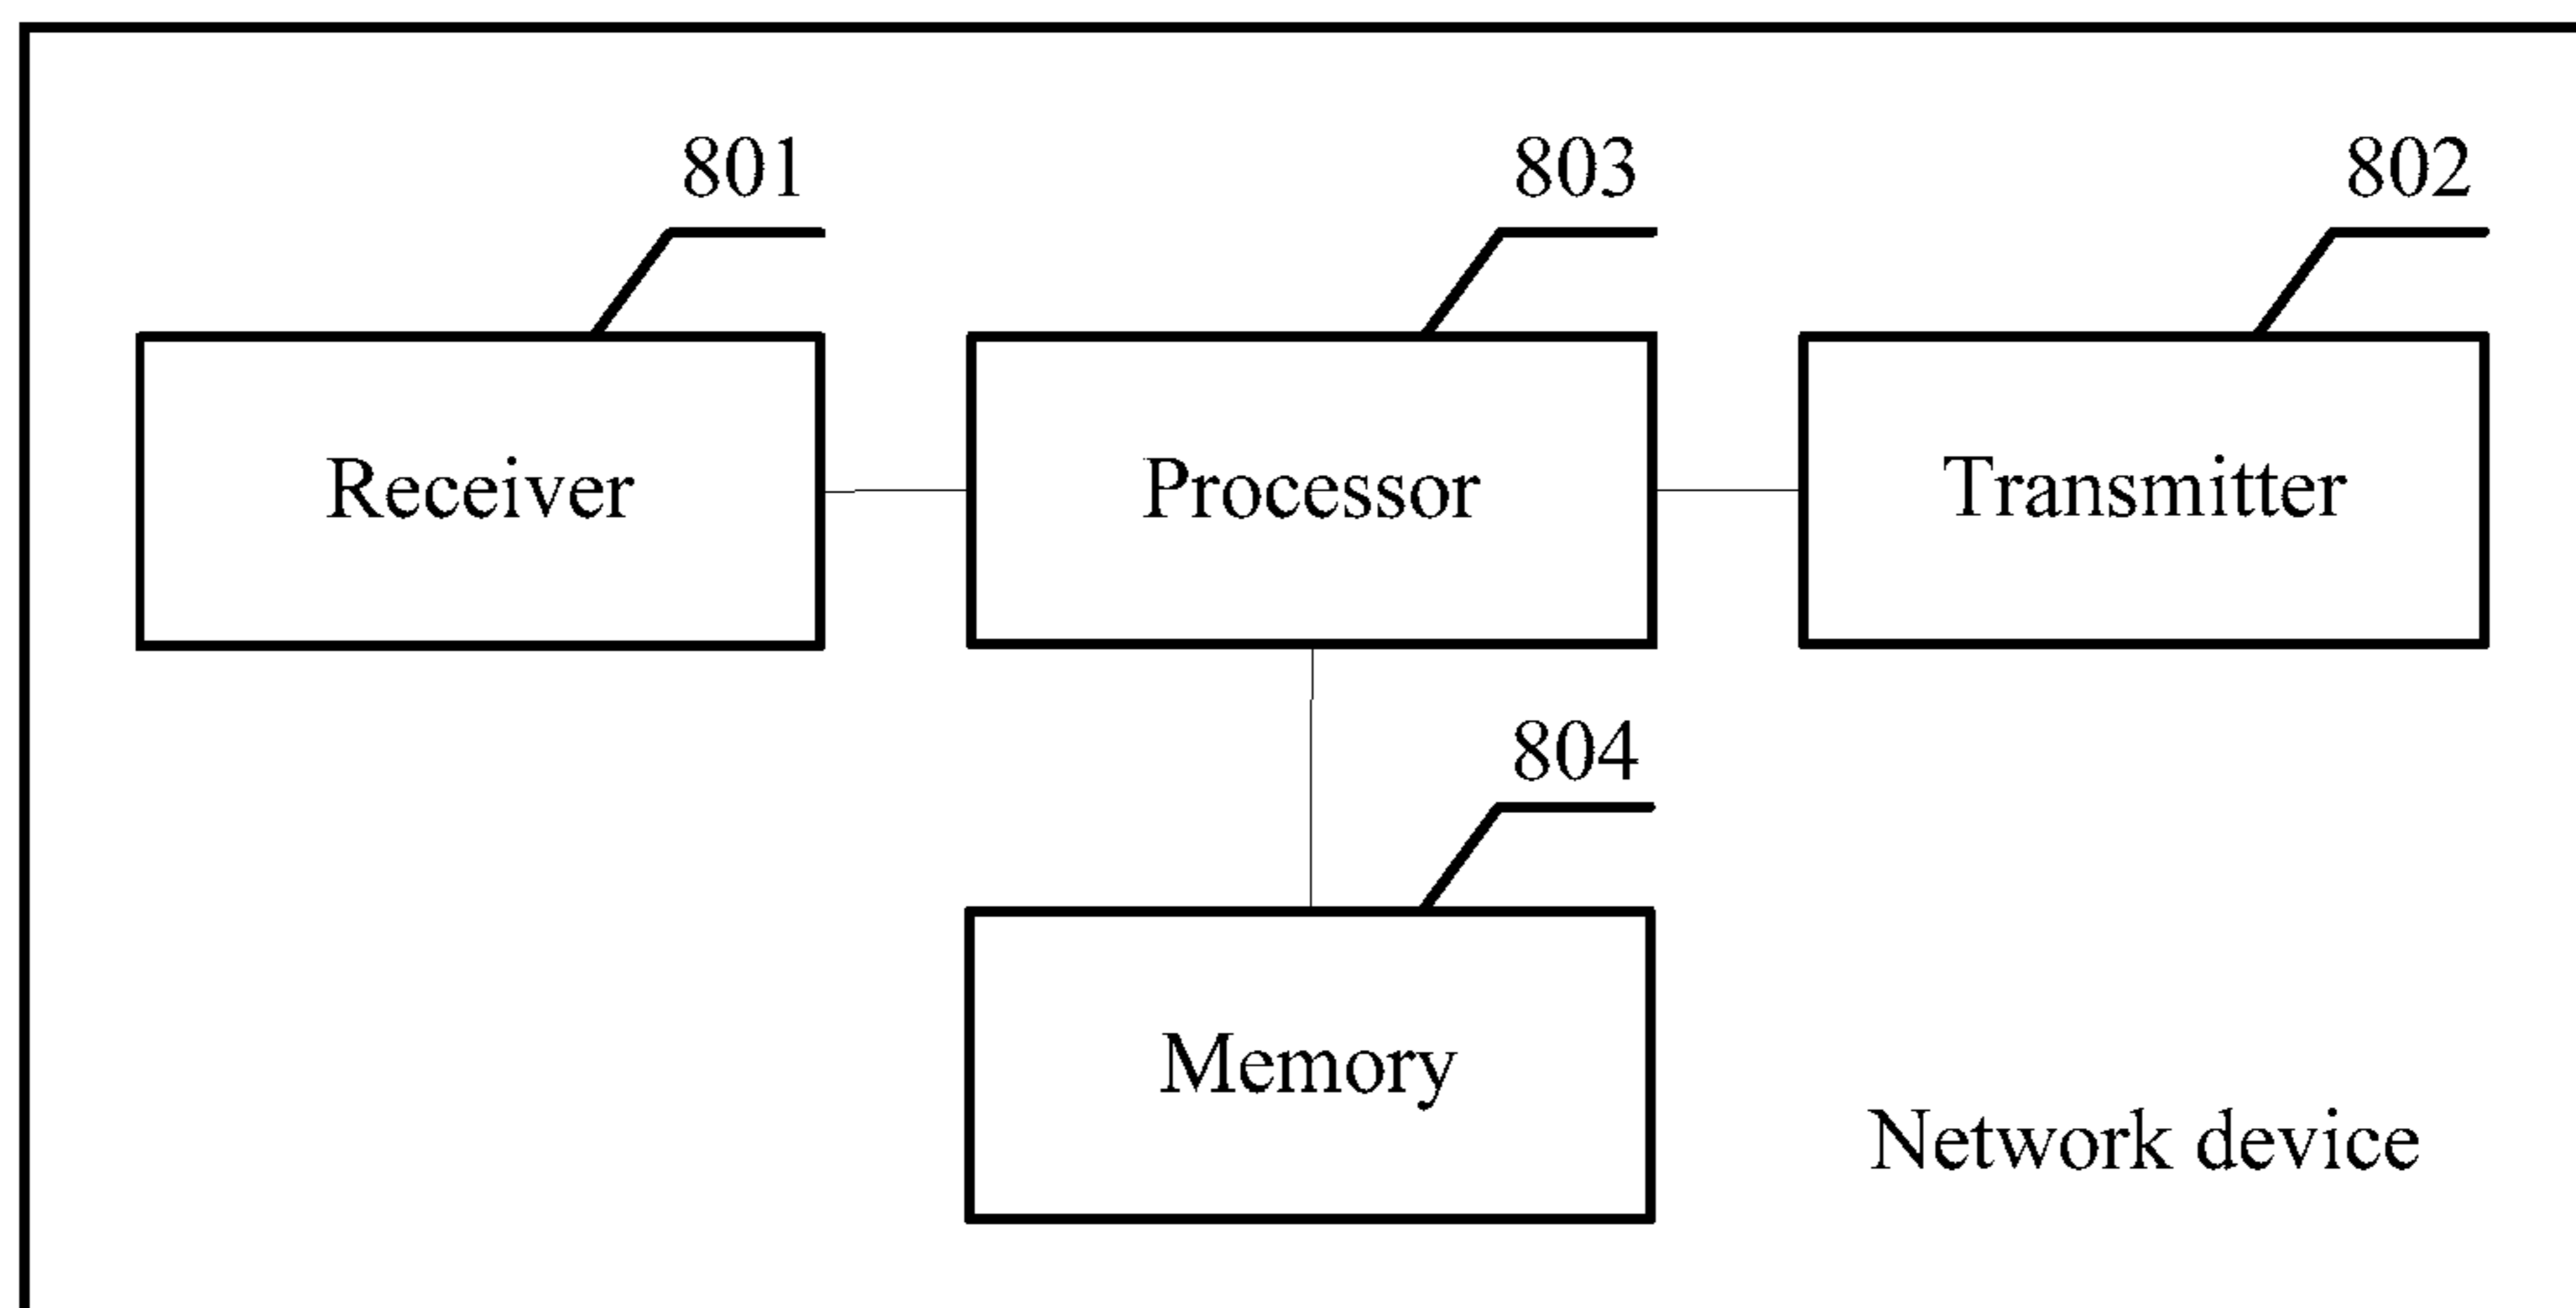 801
803
802
Receiver
Processor
Transmitter
804
Memory
Network device